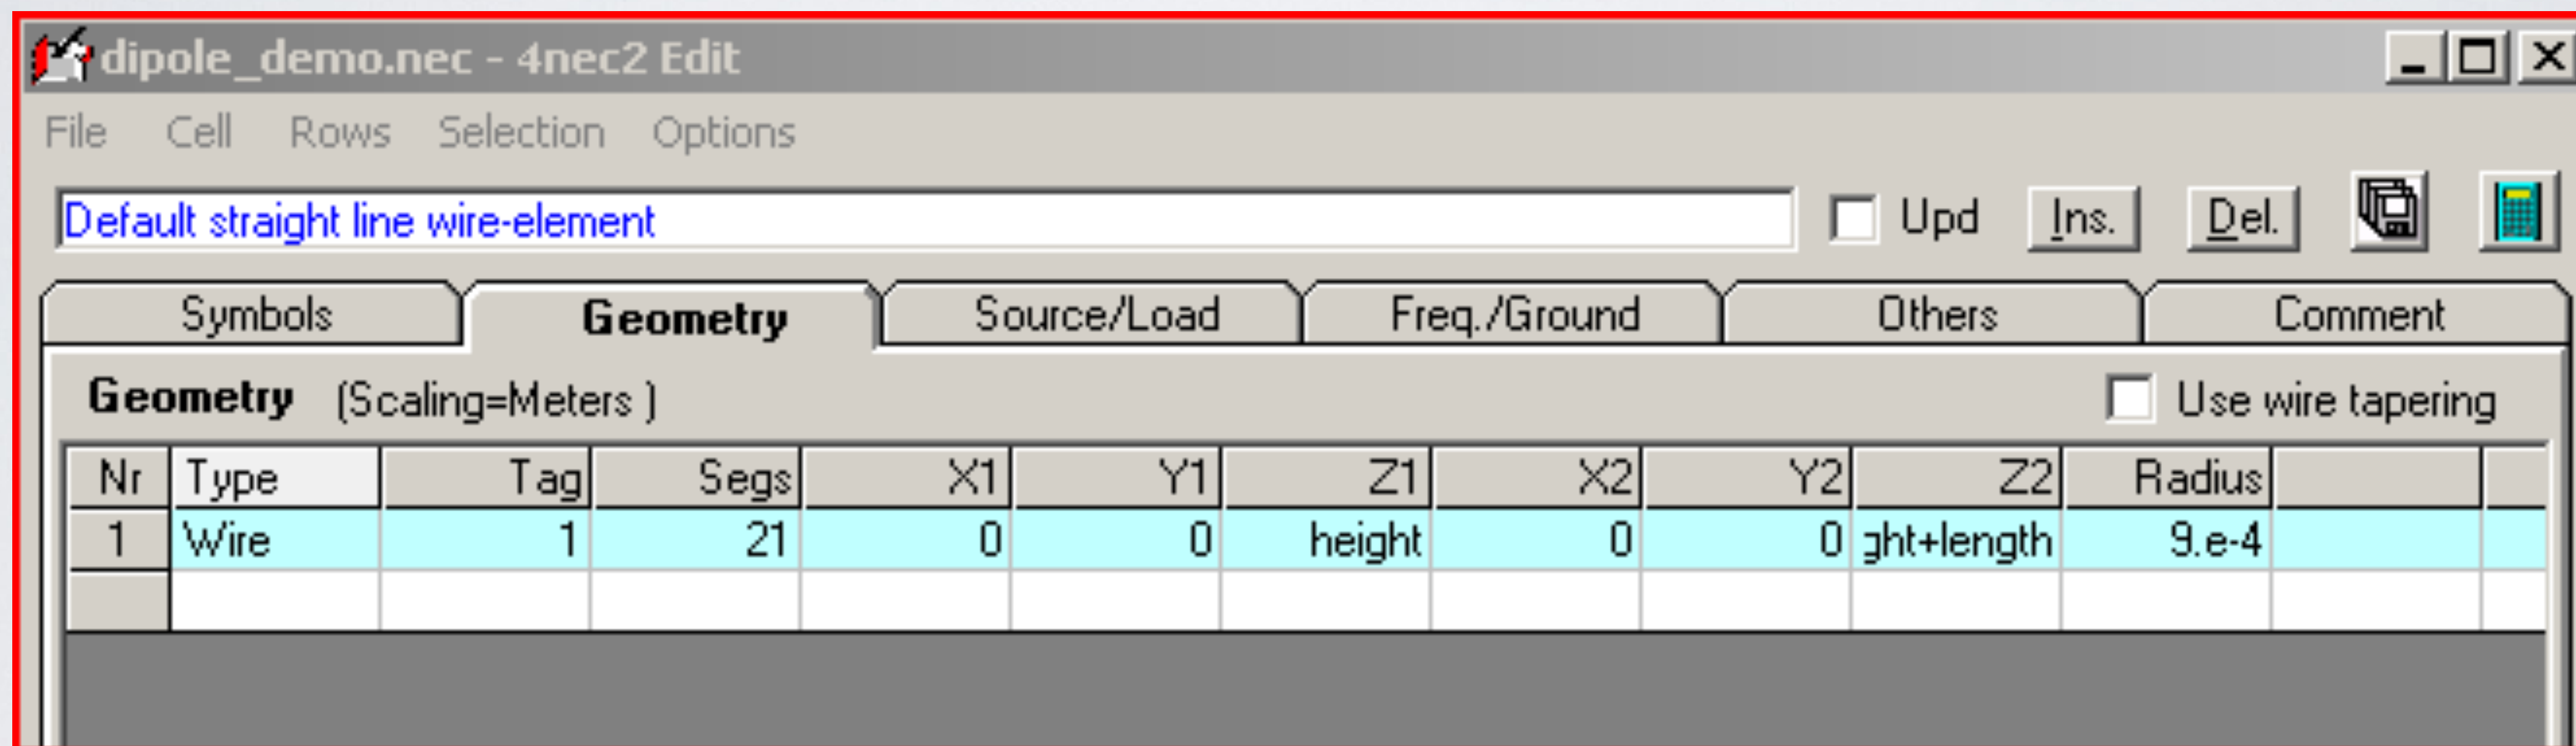 dipole_demo.nec - 4nec2 Edit
File Cell Rows Selection Options
Default straight line wire-element Upd Ins. Del.
Symbols Geometry Source/Load Freq./Ground Others Comment
Geometry (Scaling=Meters ) Use wire tapering
Nr Type Tag Segs X1 Y1 Z1 X2 Y2 Z2 Radius
1 Wire 1 21 0 0 height 0 0 ght+length 9.e-4